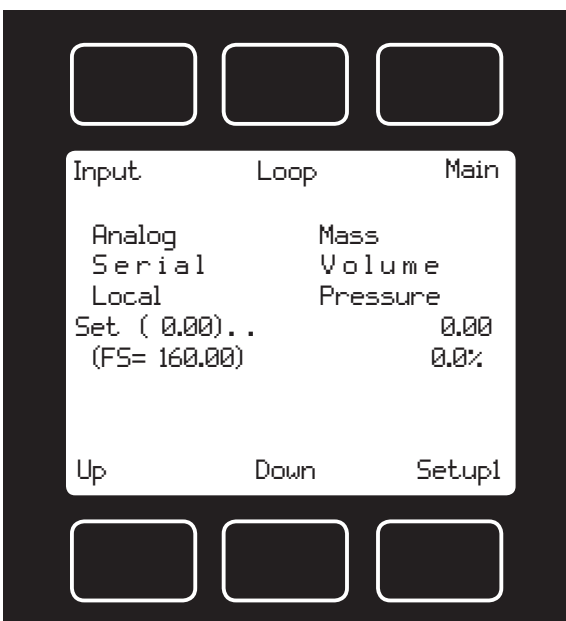 Input Loop Main
Analog Mass
Serial Volume
Local Pressure
Set ( 0.00).. 0.00
(FS= 160.00) 0.0%
Up Down Setup1